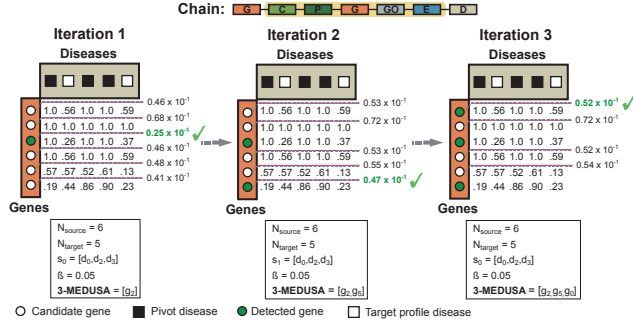 Chain: G C P G GO E D
Iteration 1
Diseases
0.46 x 10⁻¹
1.0 .56 1.0 1.0 .59
0.68 x 10⁻¹
1.0 1.0 1.0 1.0 1.0
0.25 x 10⁻¹
1.0 .26 1.0 1.0 .37
0.46 x 10⁻¹
1.0 .56 1.0 1.0 .59
0.48 x 10⁻¹
.57 .57 .52 .61 .13
0.41 x 10⁻¹
.19 .44 .86 .90 .23
Genes
N source = 6
N target = 5
s₀ = [d₀,d₂,d₃]
ß = 0.05
3-MEDUSA = [g₂]
Iteration 2
Diseases
0.53 x 10⁻¹
1.0 .56 1.0 1.0 .59
0.72 x 10⁻¹
1.0 1.0 1.0 1.0 1.0
1.0 .26 1.0 1.0 .37
0.53 x 10⁻¹
1.0 .56 1.0 1.0 .59
0.55 x 10⁻¹
.57 .57 .52 .61 .13
0.47 x 10⁻¹
.19 .44 .86 .90 .23
Genes
N source = 6
N target = 5
s₁ = [d₀,d₂,d₃]
ß = 0.05
3-MEDUSA = [g₂,g₅]
Iteration 3
Diseases
0.52 x 10⁻¹
1.0 .56 1.0 1.0 .59
0.72 x 10⁻¹
1.0 1.0 1.0 1.0 1.0
1.0 .26 1.0 1.0 .37
0.52 x 10⁻¹
1.0 .56 1.0 1.0 .59
0.54 x 10⁻¹
.57 .57 .52 .61 .13
.19 .44 .86 .90 .23
Genes
N source = 6
N target = 5
s₀ = [d₀,d₂,d₃]
ß = 0.05
3-MEDUSA = [g₂,g₅,g₀]
Candidate gene
Pivot disease
Detected gene
Target profile disease